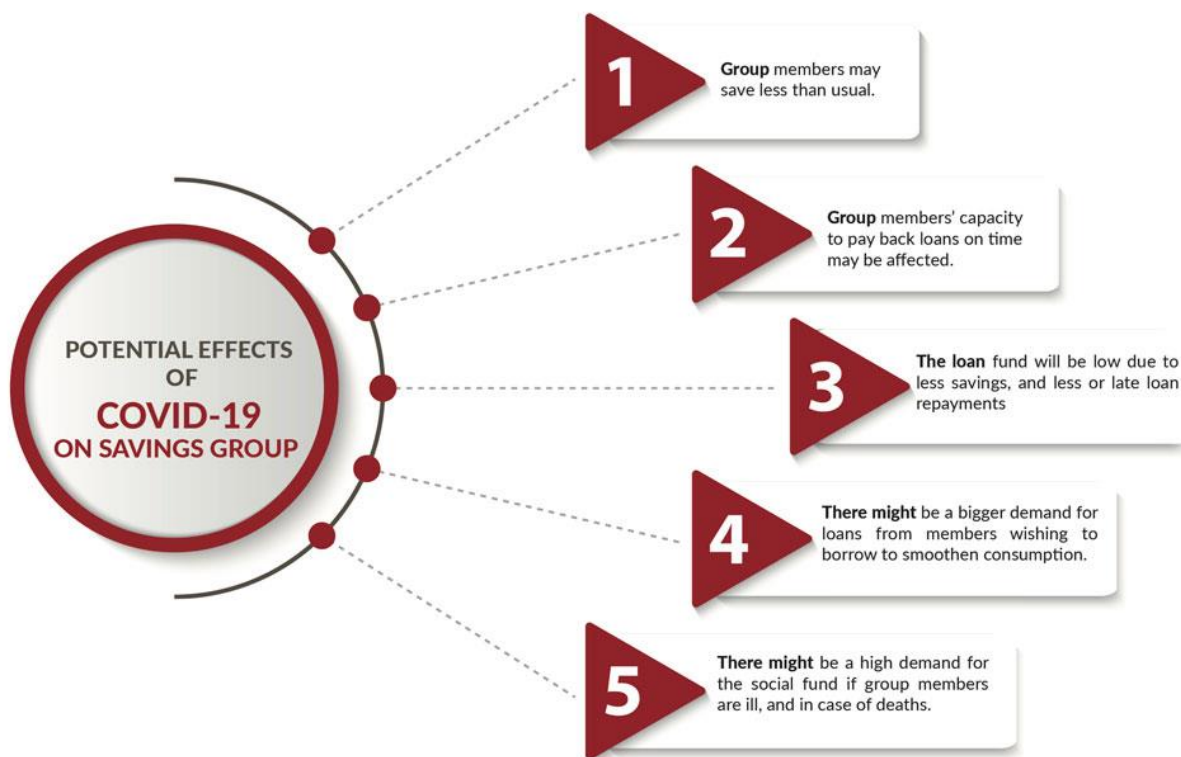 POTENTIAL EFFECTS
OF
COVID-19
ON SAVINGS GROUP
1
Group members may
save less than usual.
2
Group members’ capacity
to pay back loans on time
may be affected.
3
The loan fund will be low due to
less savings, and less or late loan
repayments
4
There might be a bigger demand for
loans from members wishing to
borrow to smoothen consumption.
5
There might be a high demand for
the social fund if group members
are ill, and in case of deaths.